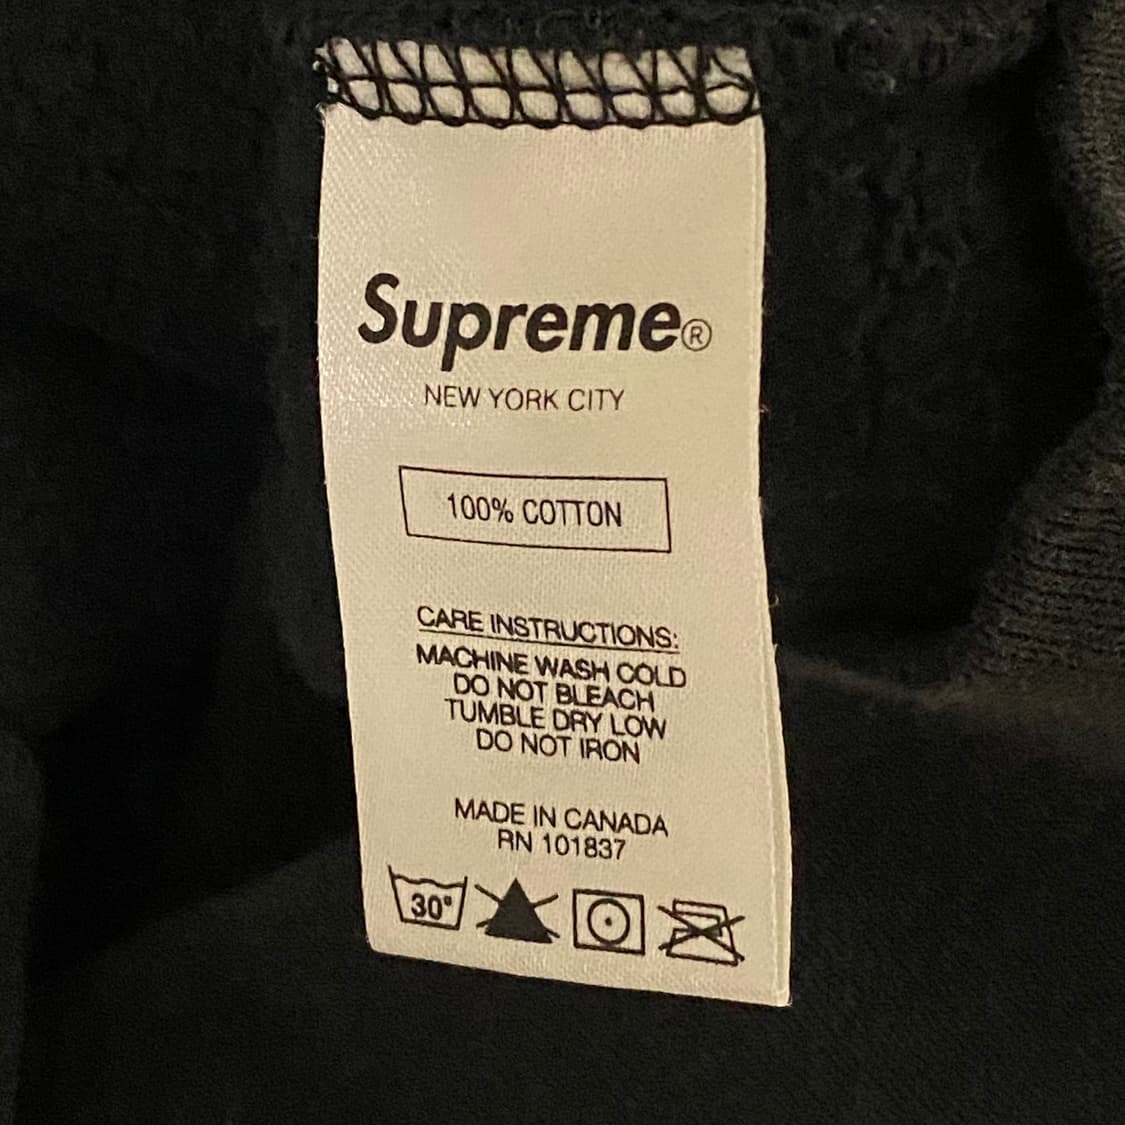 Supreme®
NEW YORK CITY
100% COTTON
CARE INSTRUCTIONS:
MACHINE WASH COLD
DO NOT BLEACH
TUMBLE DRY LOW
DO NOT IRON
MADE IN CANADA
RN 101837
30°